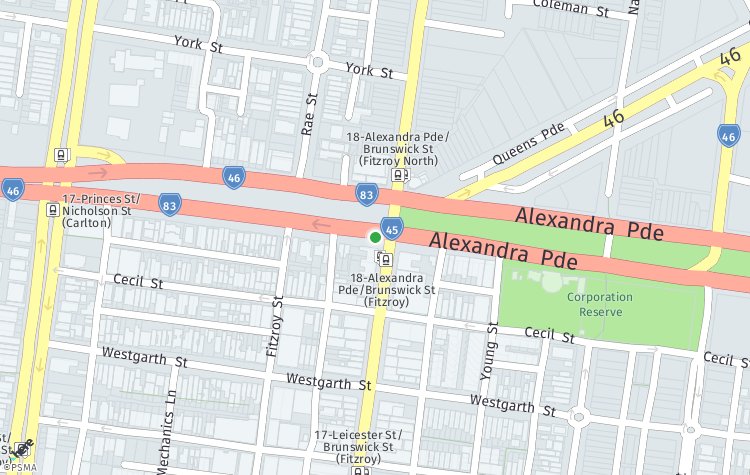 Coleman St
Na
York St
York St
46
46
Rae St
18-Alexandra Pde/
Brunswick St
(Fitzroy North)
Queens Pde
46
46
46
83
17-Princes St/
Nicholson St
(Carlton)
83
45
Alexandra Pde
Alexandra Pde
18-Alexandra
Pde/Brunswick St
(Fitzroy)
Cecil St
Corporation
Reserve
Fitzroy St
Cecil St
Cecil St
Young St
Westgarth St
Westgarth St
Westgarth St
Mechanics Ln
17-Leicester St/
Brunswick St
(Fitzroy)
St/
y)
©PSMA